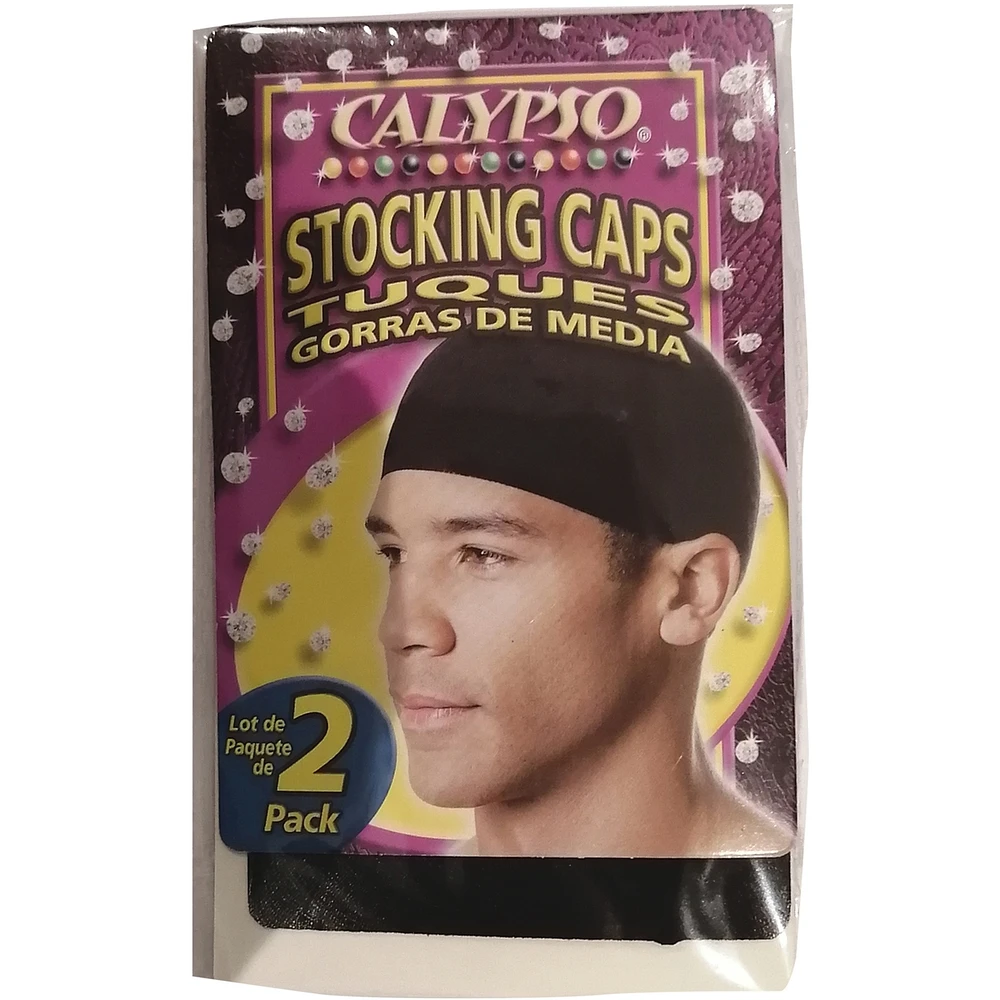 CALYPSO®
STOCKING CAPS
TUQUES
GORRAS DE MEDIA
Lot de
Paquete
de
2
Pack